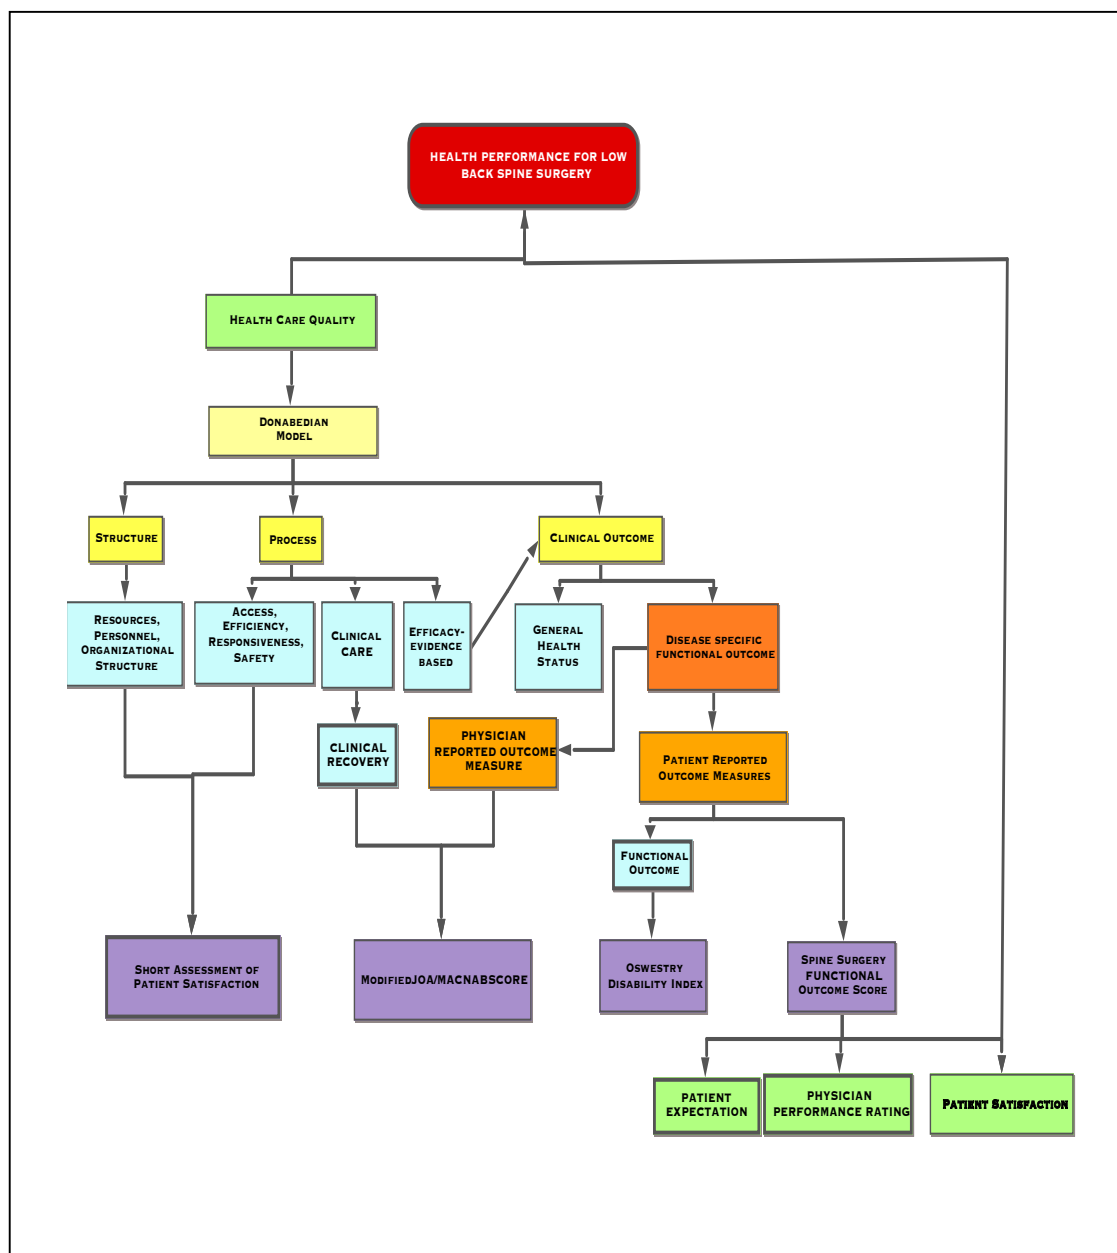 HEALTH PERFORMANCE FOR LOW
BACK SPINE SURGERY
HEALTH CARE QUALITY
DONABEDIAN
MODEL
STRUCTURE
PROCESS
CLINICAL OUTCOME
RESOURCES,
PERSONNEL,
ORGANIZATIONAL
STRUCTURE
ACCESS,
EFFICIENCY,
RESPONSIVENESS,
SAFETY
CLINICAL
CARE
EFFICACY-
EVIDENCE
BASED
GENERAL
HEALTH
STATUS
DISEASE SPECIFIC
FUNCTIONAL OUTCOME
CLINICAL
RECOVERY
PHYSICIAN
REPORTED OUTCOME
MEASURE
PATIENT REPORTED
OUTCOME MEASURES
FUNCTIONAL
OUTCOME
SHORT ASSESSMENT OF
PATIENT SATISFACTION
MODIFIEDJOA/MACNABSCORE
OSWESTRY
DISABILITY INDEX
SPINE SURGERY
FUNCTIONAL
OUTCOME SCORE
PATIENT
EXPECTATION
PHYSICIAN
PERFORMANCE RATING
PATIENT SATISFACTION